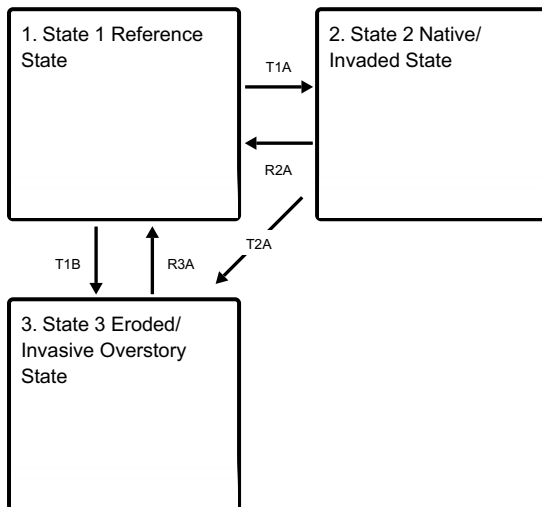 1. State 1 Reference
State
2. State 2 Native/
Invaded State
T1A
R2A
T2A
T1B
R3A
3. State 3 Eroded/
Invasive Overstory
State